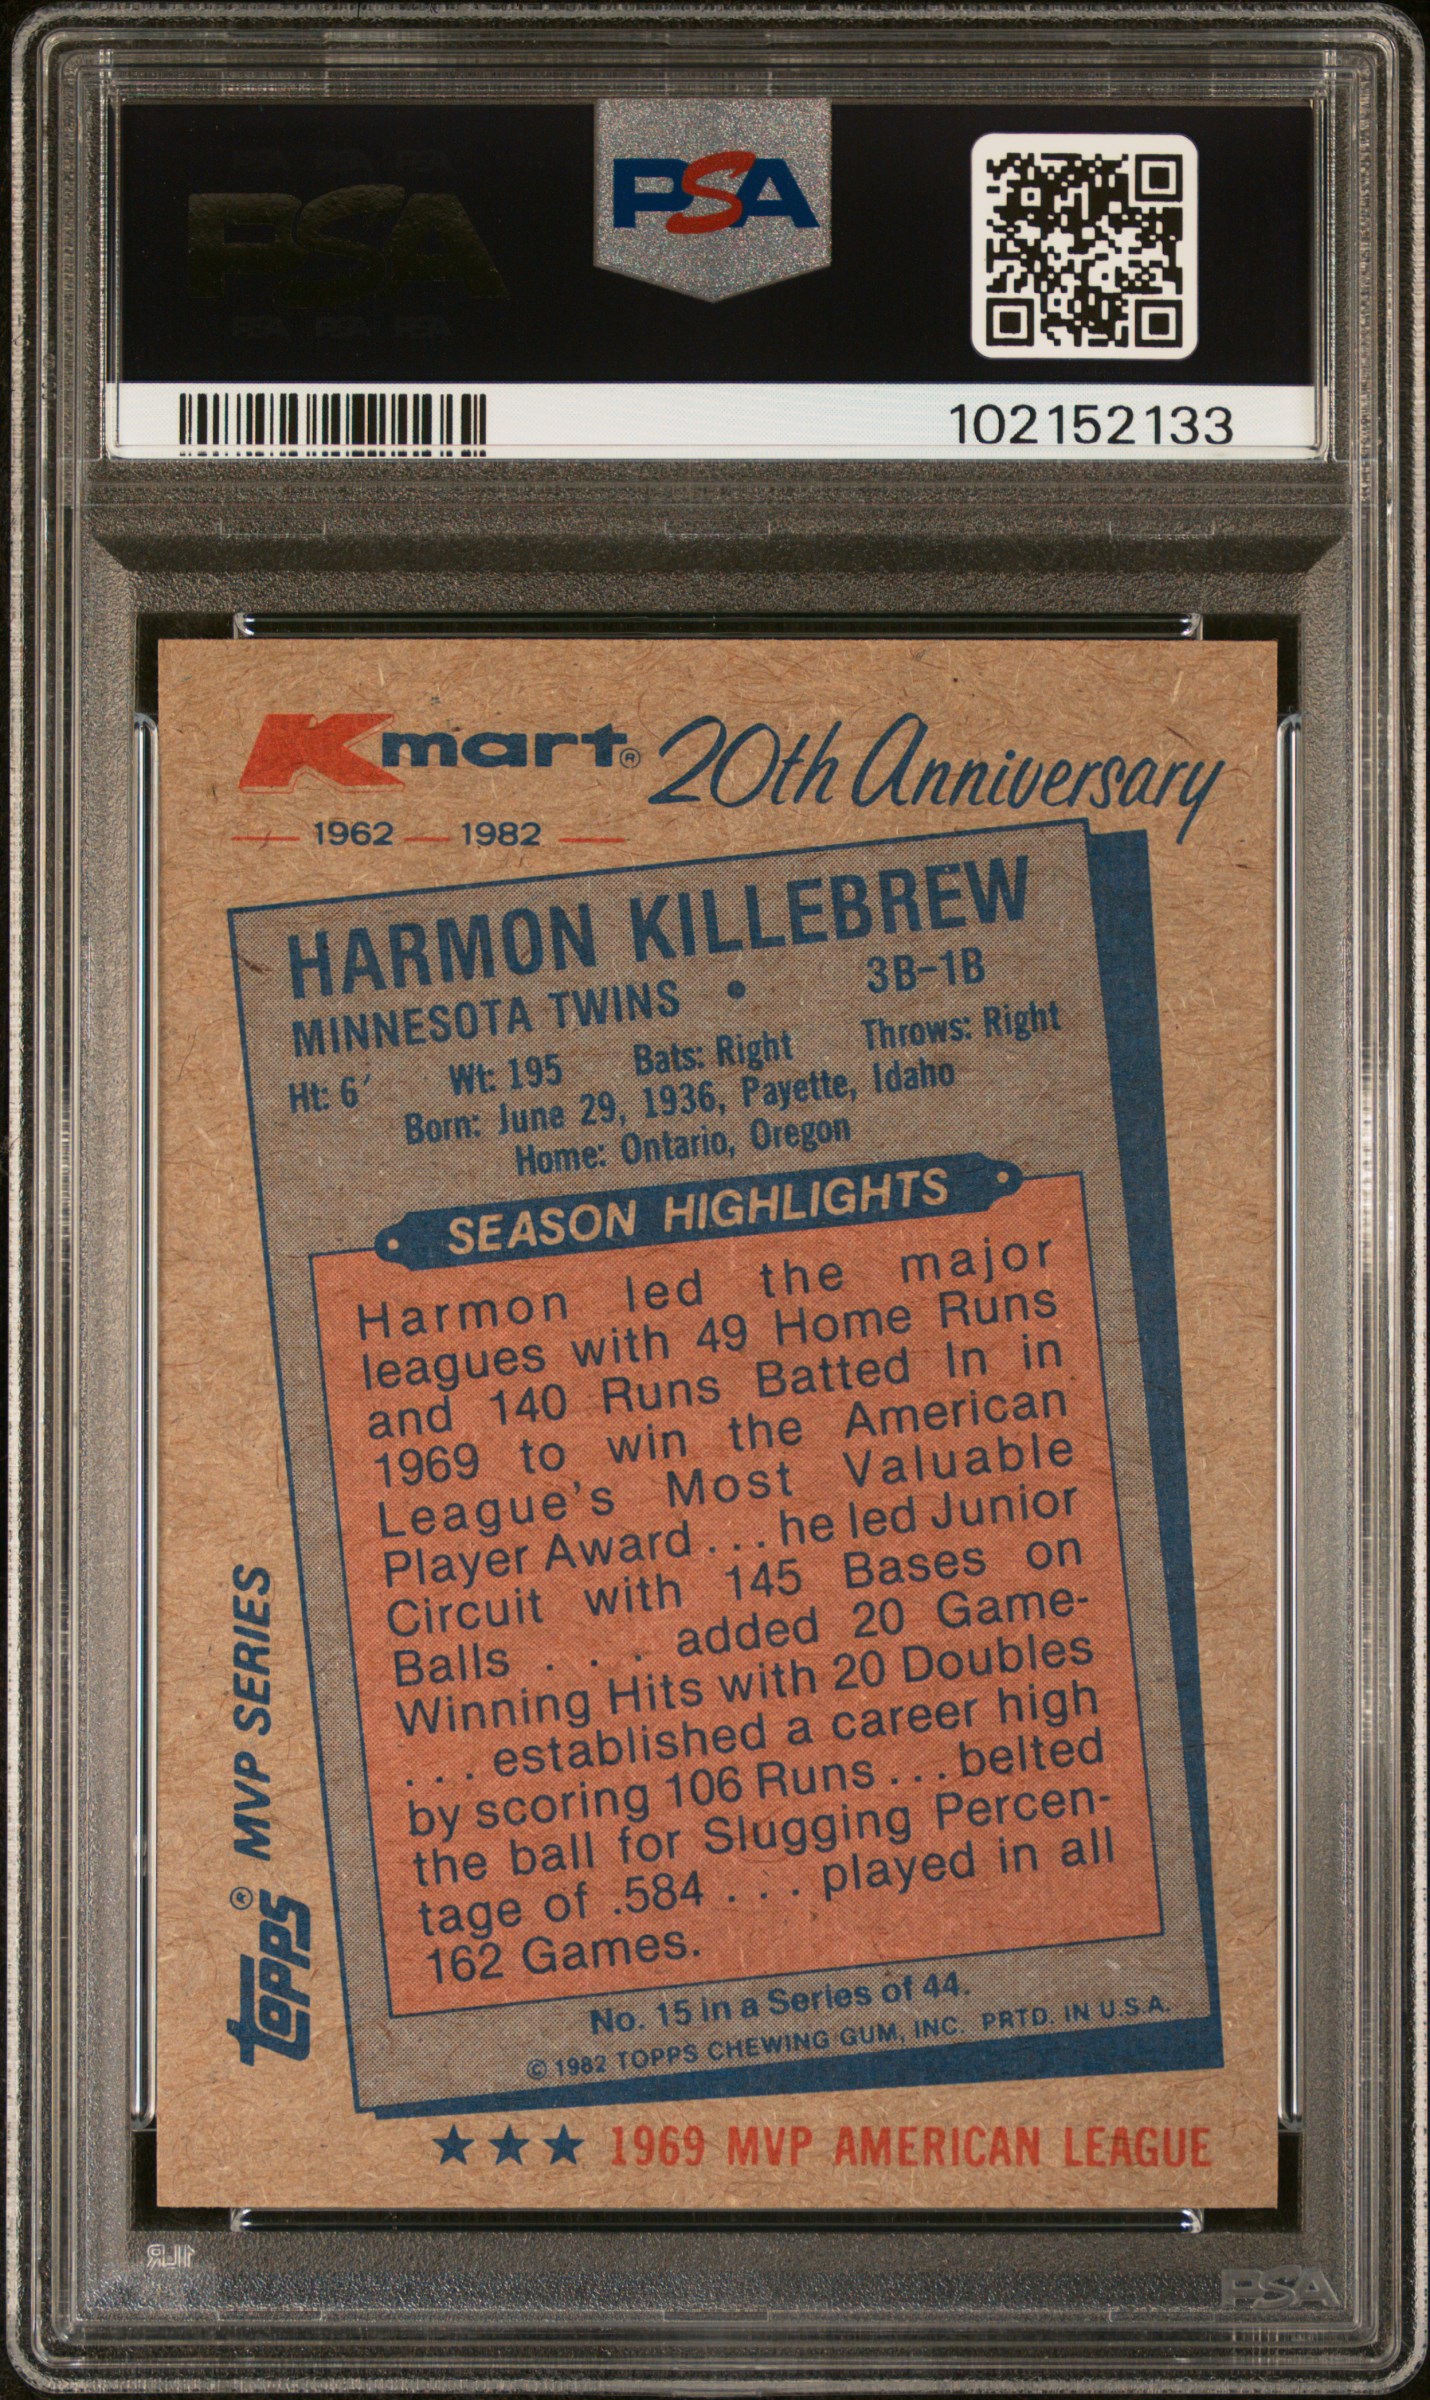 PSA
PSA
102152133
Kmart® 20th Anniversary
1962 — 1982
HARMON KILLEBREW
MINNESOTA TWINS • 3B-1B
Ht: 6′ Wt: 195 Bats: Right Throws: Right
Born: June 29, 1936, Payette, Idaho
Home: Ontario, Oregon
SEASON HIGHLIGHTS
Harmon led the major
leagues with 49 Home Runs
and 140 Runs Batted In in
1969 to win the American
League's Most Valuable
Player Award...he led Junior
Circuit with 145 Bases on
Balls . . . added 20 Game-
Winning Hits with 20 Doubles
. . . established a career high
by scoring 106 Runs...belted
the ball for Slugging Percen-
tage of .584 . . . played in all
162 Games.
No. 15 in a Series of 44.
© 1982 TOPPS CHEWING GUM, INC. PRTD. IN U.S.A.
Topps® MVP SERIES
★★★ 1969 MVP AMERICAN LEAGUE
PSA